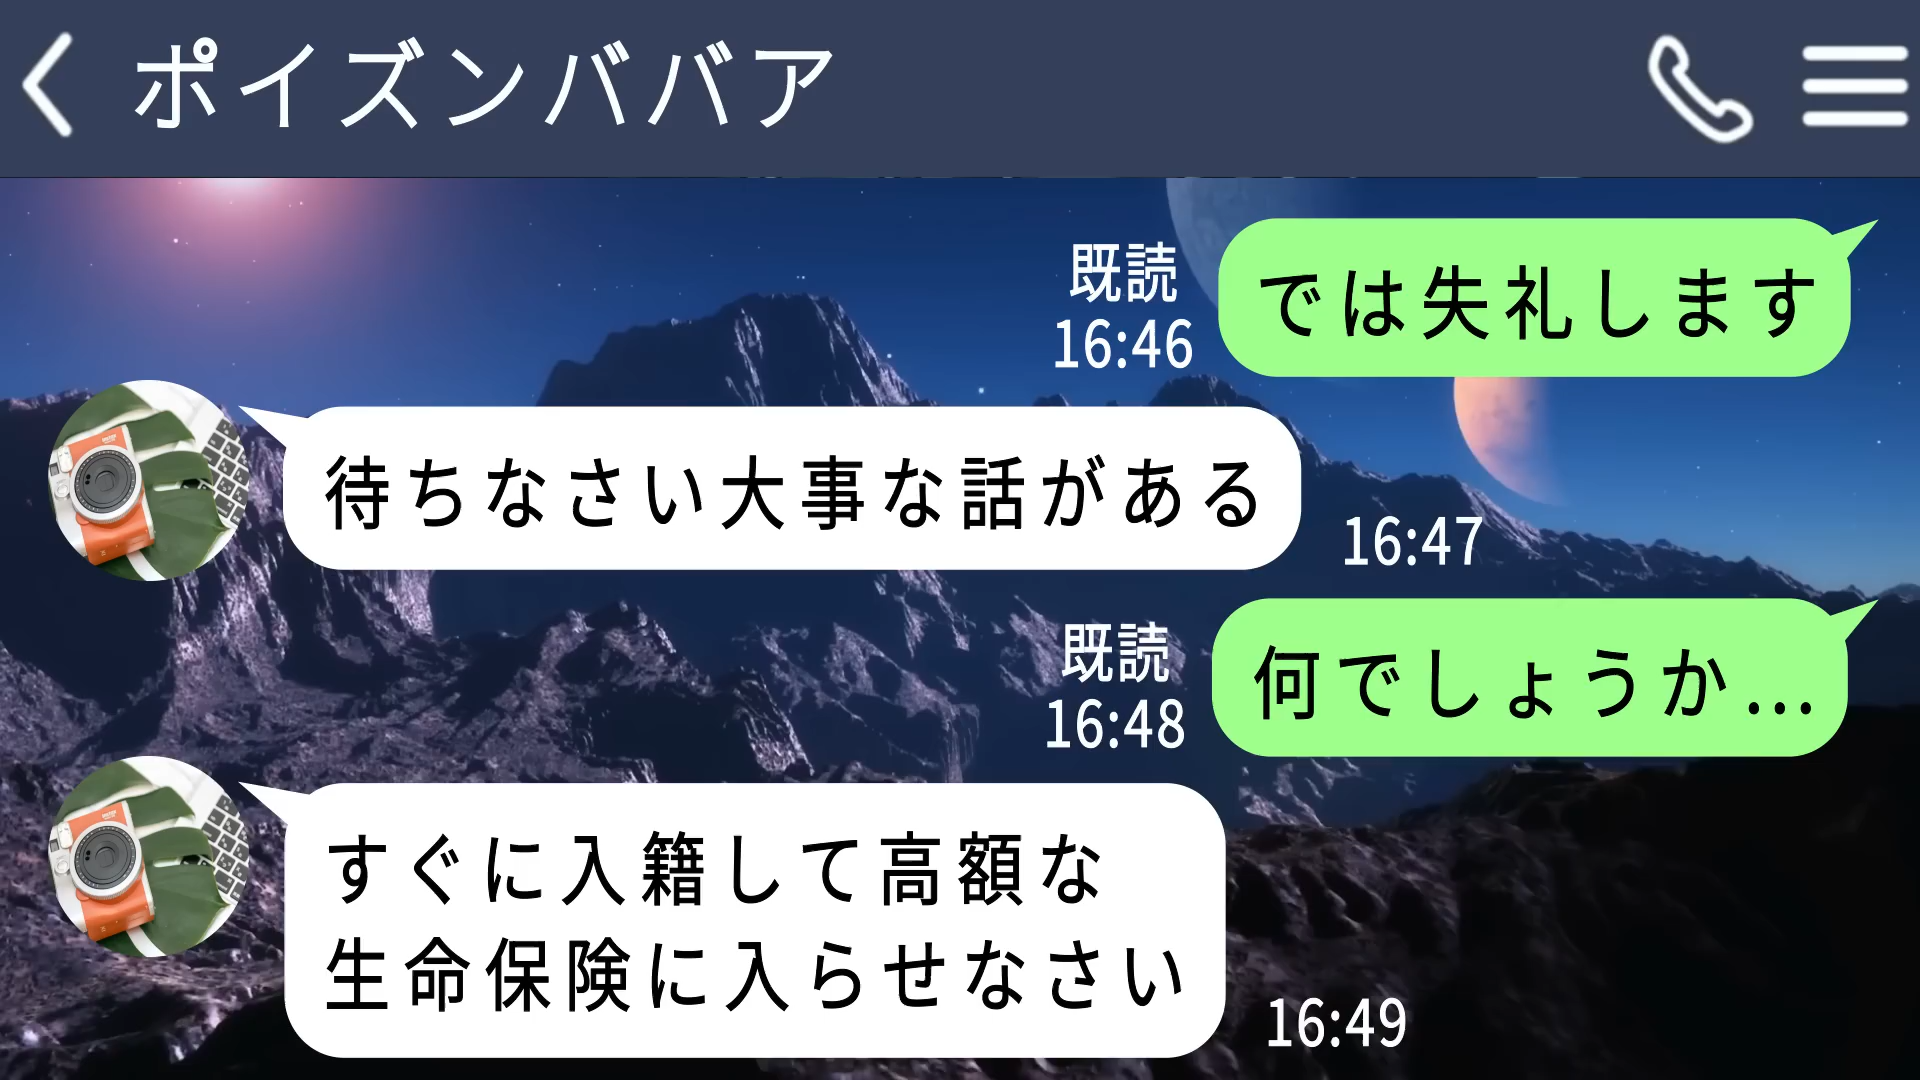 ポイズンババア
では失礼します
既読
16:46
待ちなさい大事な話がある
16:47
何でしょうか...
既読
16:48
すぐに入籍して高額な
生命保険に入らせなさい
16:49